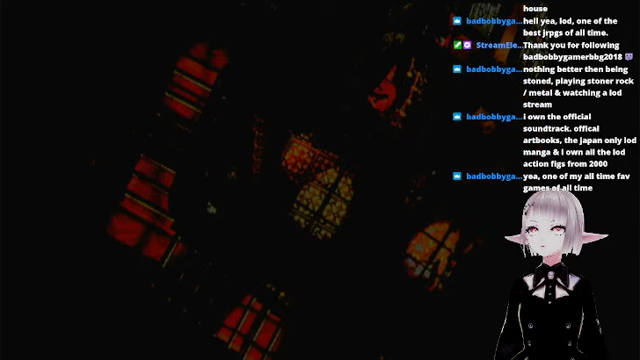 house
badbobbyga... hell yea, lod, one of the
best jrpgs of all time.
StreamEle... Thank you for following
badbobbygamerbbg2018
badbobbyga... nothing better then being
stoned, playing stoner rock
/ metal & watching a lod
stream
badbobbyga... i own the official
soundtrack. offical
artbooks, the japan only lod
manga & i own all the lod
action figs from 2000
badbobbyga... yea, one of my all time fav
games of all time